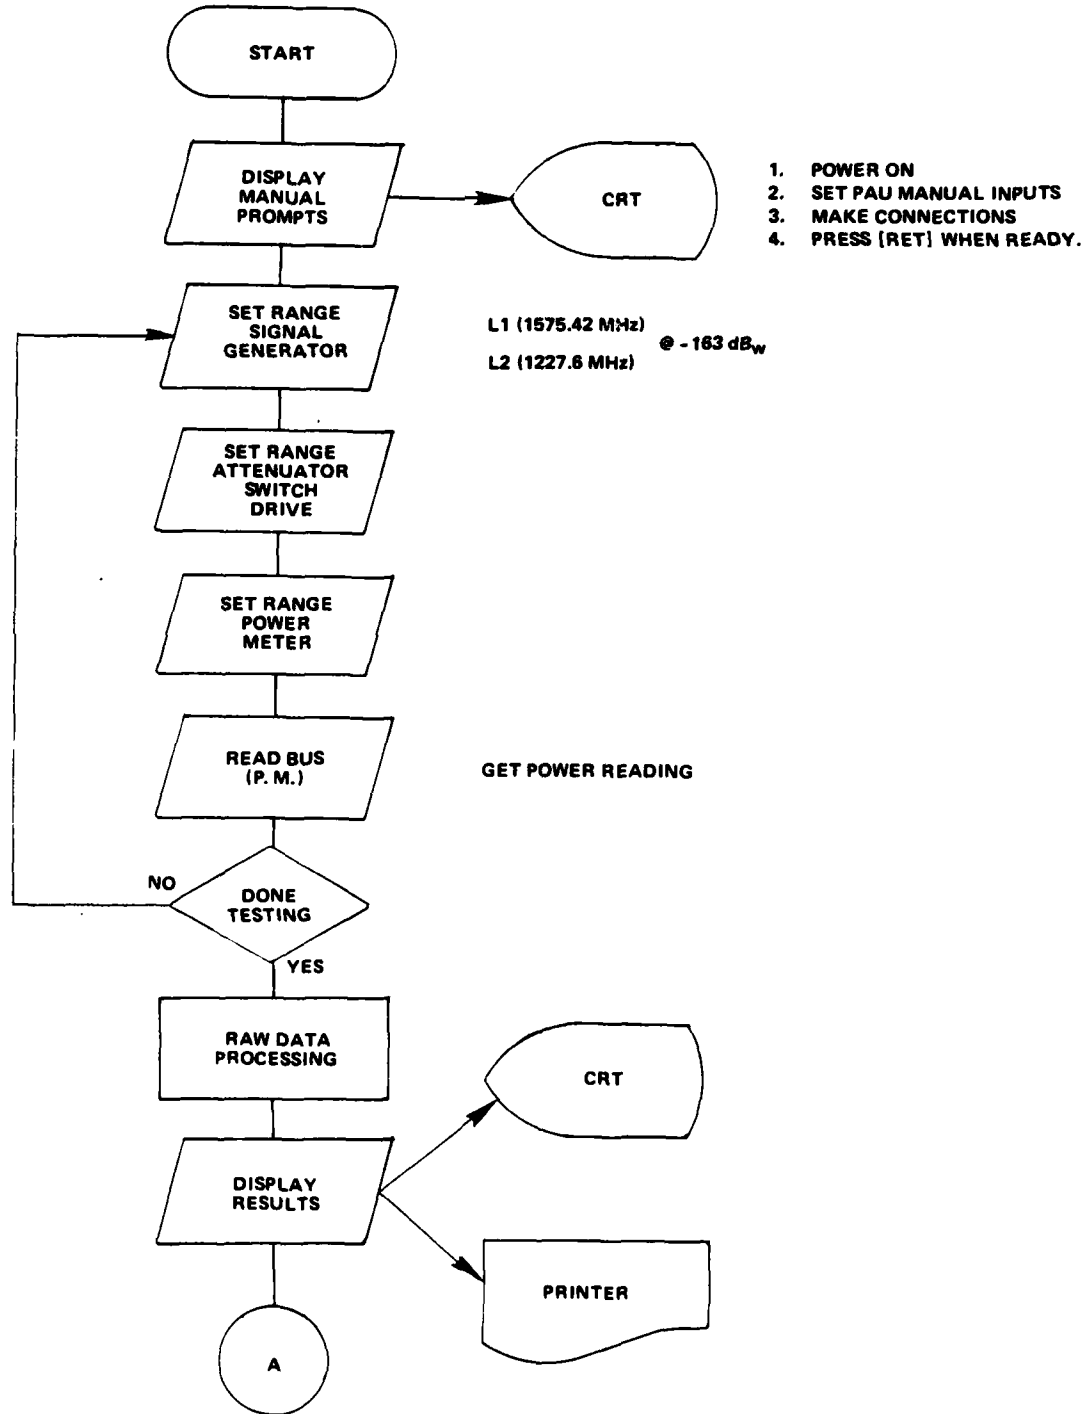 START
DISPLAY
MANUAL
PROMPTS
CRT
1. POWER ON
2. SET PAU MANUAL INPUTS
3. MAKE CONNECTIONS
4. PRESS [RET] WHEN READY.
SET RANGE
SIGNAL
GENERATOR
L1 (1575.42 MHz)
@ -163 dBw
L2 (1227.6 MHz)
SET RANGE
ATTENUATOR
SWITCH
DRIVE
SET RANGE
POWER
METER
READ BUS
(P. M.)
GET POWER READING
NO
DONE
TESTING
YES
RAW DATA
PROCESSING
CRT
DISPLAY
RESULTS
PRINTER
A